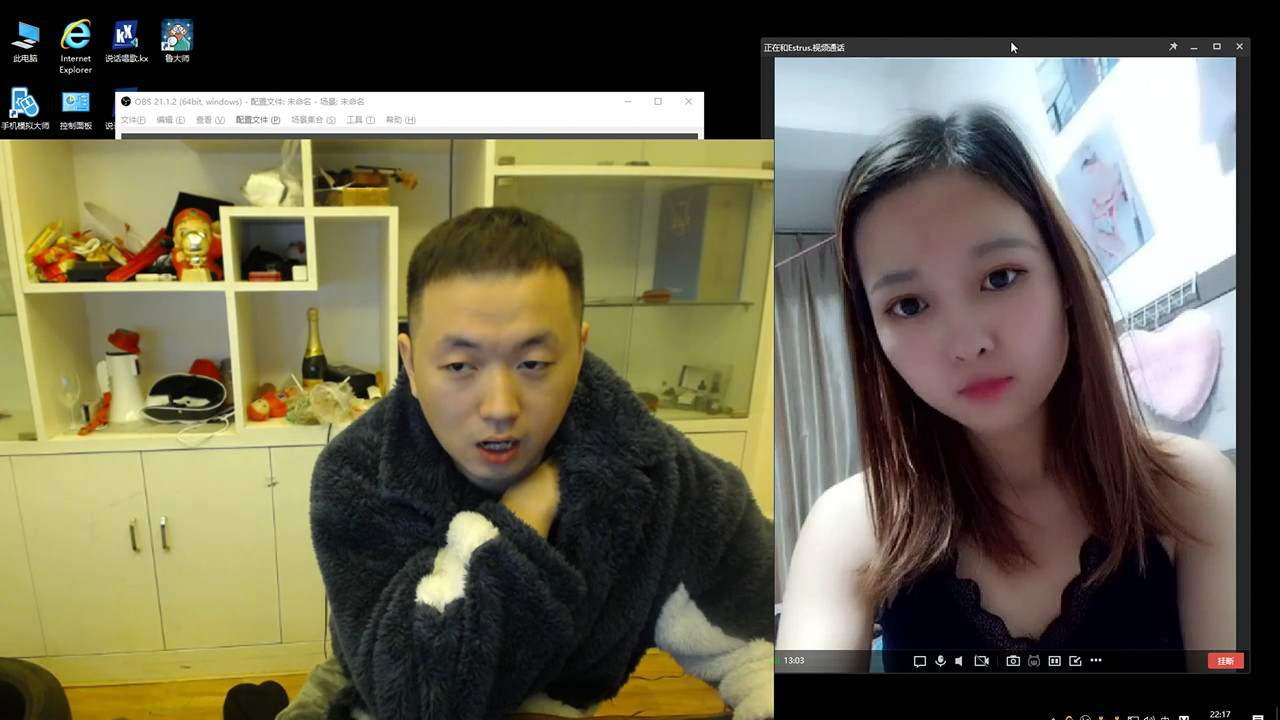 此电脑
Internet
Explorer
说话唱歌.kx
鲁大师
手机模拟大师
控制面板
OBS 21.1.2 (64bit, windows) - 配置文件: 未命名 - 场景: 未命名
文件(F) 编辑 (E) 查看 (V) 配置文件 (P) 场景集合 (S) 工具 (T) 帮助 (H)
正在和Estrus.视频通话
13:03
挂断
22:17